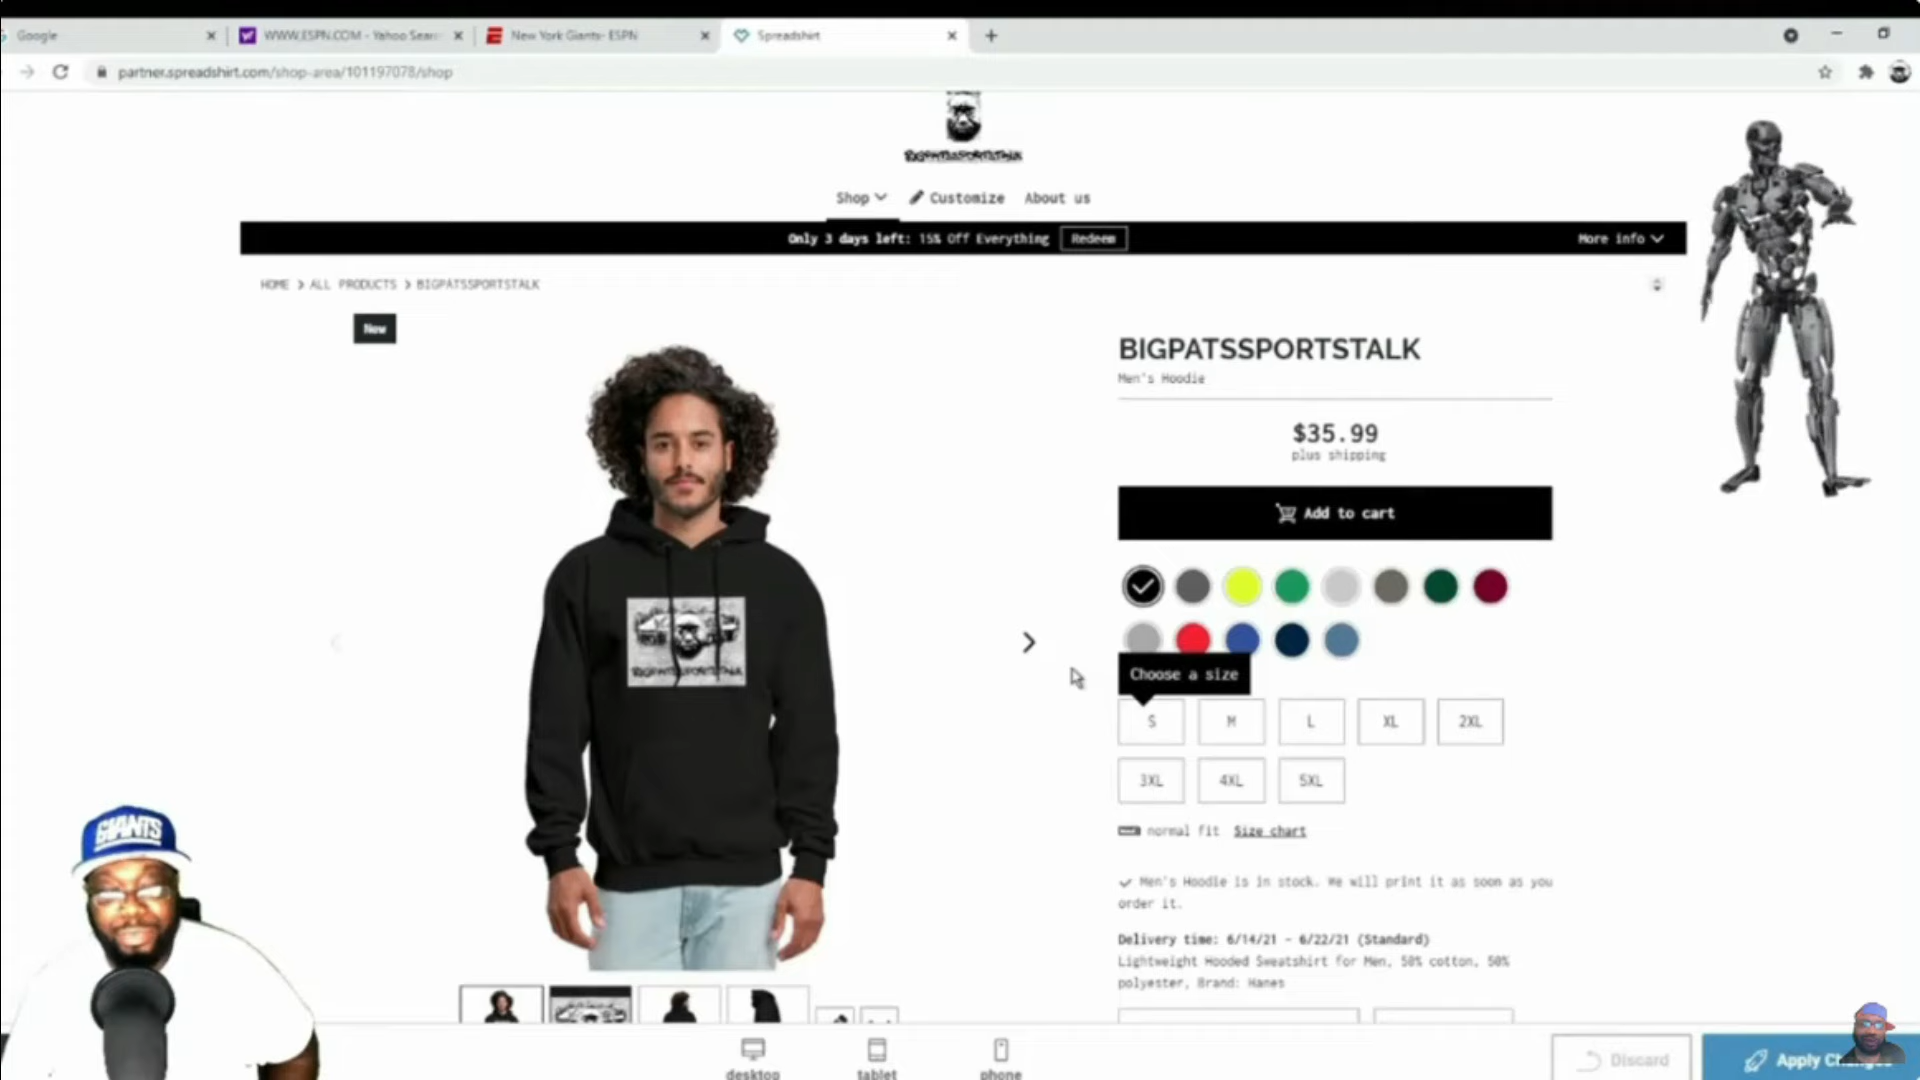 Google
WWW.ESPN.COM - Yahoo Sear
New York Giants- ESPN
Spreadshirt
partner.spreadshirt.com/shop-area/101197078/shop
BIGPATSSPORTSTALK
Shop
Customize
About us
Only 3 days left: 15% Off Everything
Redeem
More info
HOME > ALL PRODUCTS > BIGPATSSPORTSTALK
New
BIGPATSSPORTSTALK
Men's Hoodie
$35.99
plus shipping
Add to cart
Choose a size
S M L XL 2XL
3XL 4XL 5XL
normal fit Size chart
Men's Hoodie is in stock. We will print it as soon as you
order it.
Delivery time: 6/14/21 - 6/22/21 (Standard)
Lightweight Hooded Sweatshirt for Men, 50% cotton, 50%
polyester, Brand: Hanes
BIGPATSSPORTSTALK
GIANTS
desktop
tablet
phone
Discard
Apply